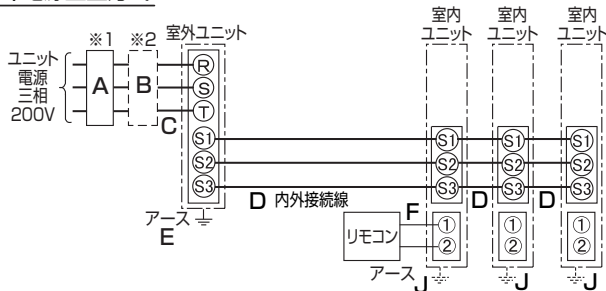 ※1 ※2 室外ユニット 室内 ユニット 室内 ユニット 室内 ユニット
ユニット
電源
三相
200V
A
B
C
R
S
T
S1
S2
S3
S1
S2
S3
S1
S2
S3
S1
S2
S3
D 内外接続線
D
D
アース
E
リモコン
F
①
②
①
②
①
②
アース
J
J
J